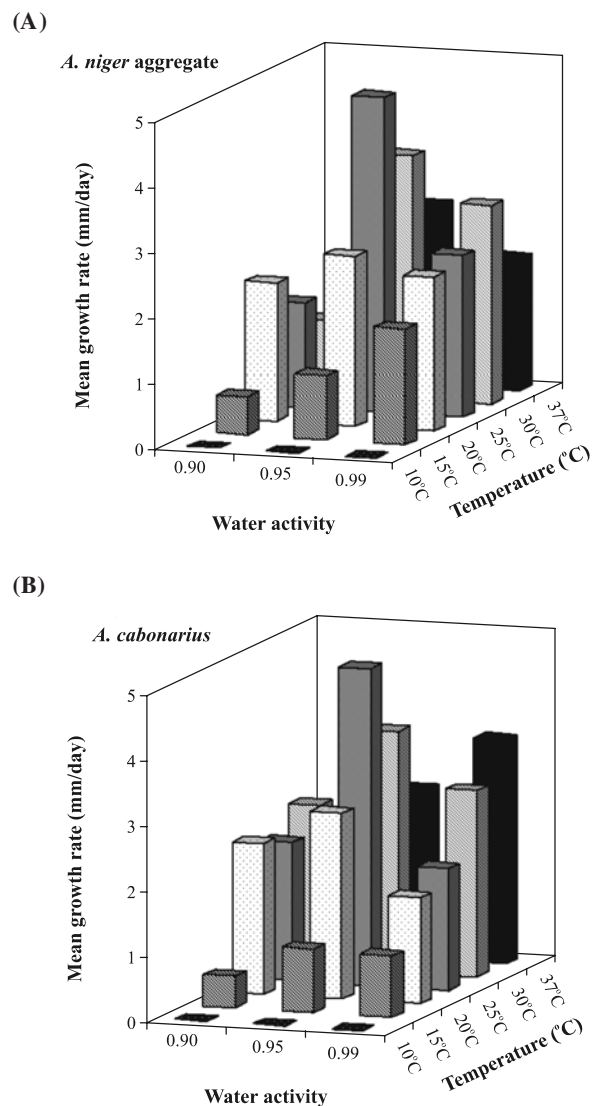 (A)
A. niger aggregate
5
4
3
2
1
0
Mean growth rate (mm/day)
0.90
0.95
0.99
Water activity
10°C
15°C
20°C
25°C
30°C
37°C
Temperature (°C)
(B)
A. cabonarius
5
4
3
2
1
0
Mean growth rate (mm/day)
0.90
0.95
0.99
Water activity
10°C
15°C
20°C
25°C
30°C
37°C
Temperature (°C)